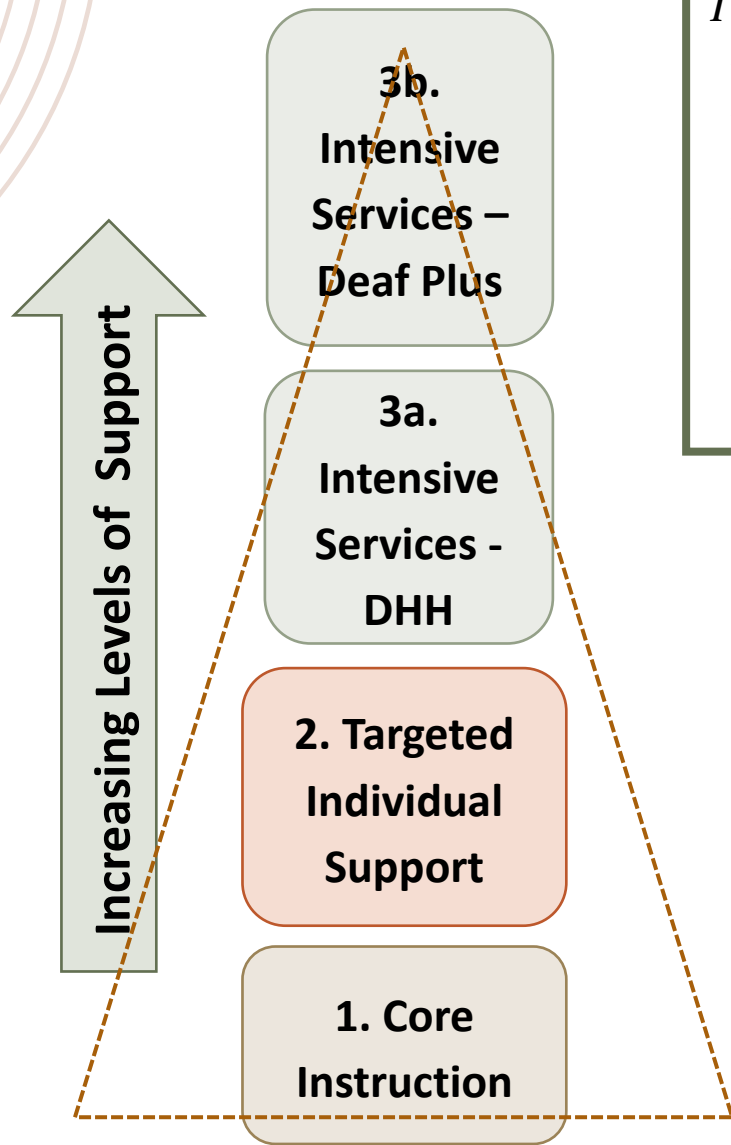 3b.
Intensive
Services –
Deaf Plus
3a.
Intensive
Services -
DHH
2. Targeted
Individual
Support
1. Core
Instruction
Increasing Levels of Support